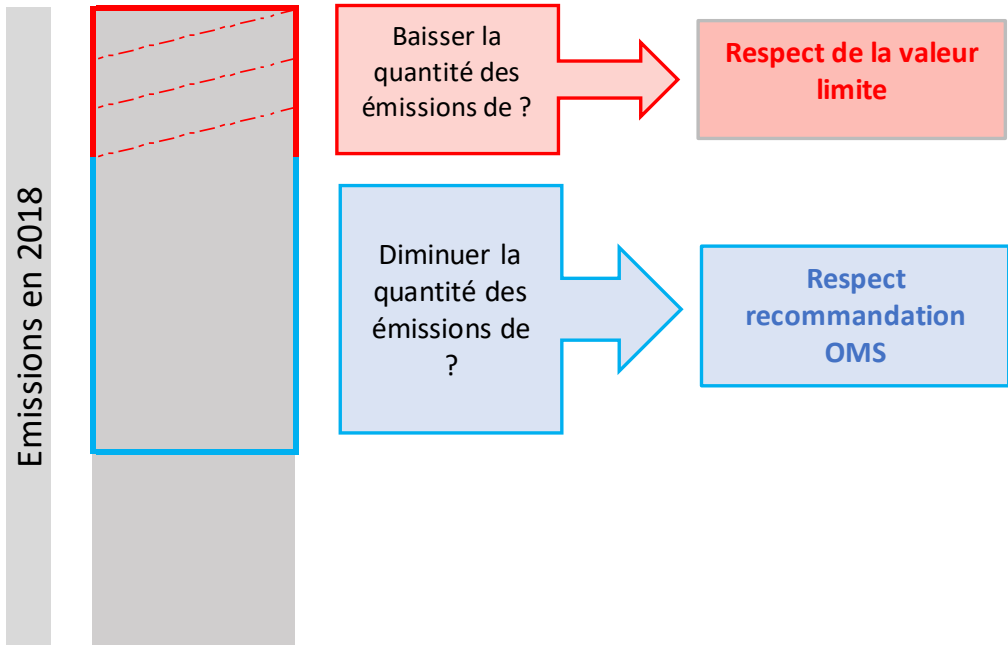 Emissions en 2018
Baisser la
quantité des
émissions de ?
Respect de la valeur
limite
Diminuer la
quantité des
émissions de
?
Respect
recommandation
OMS